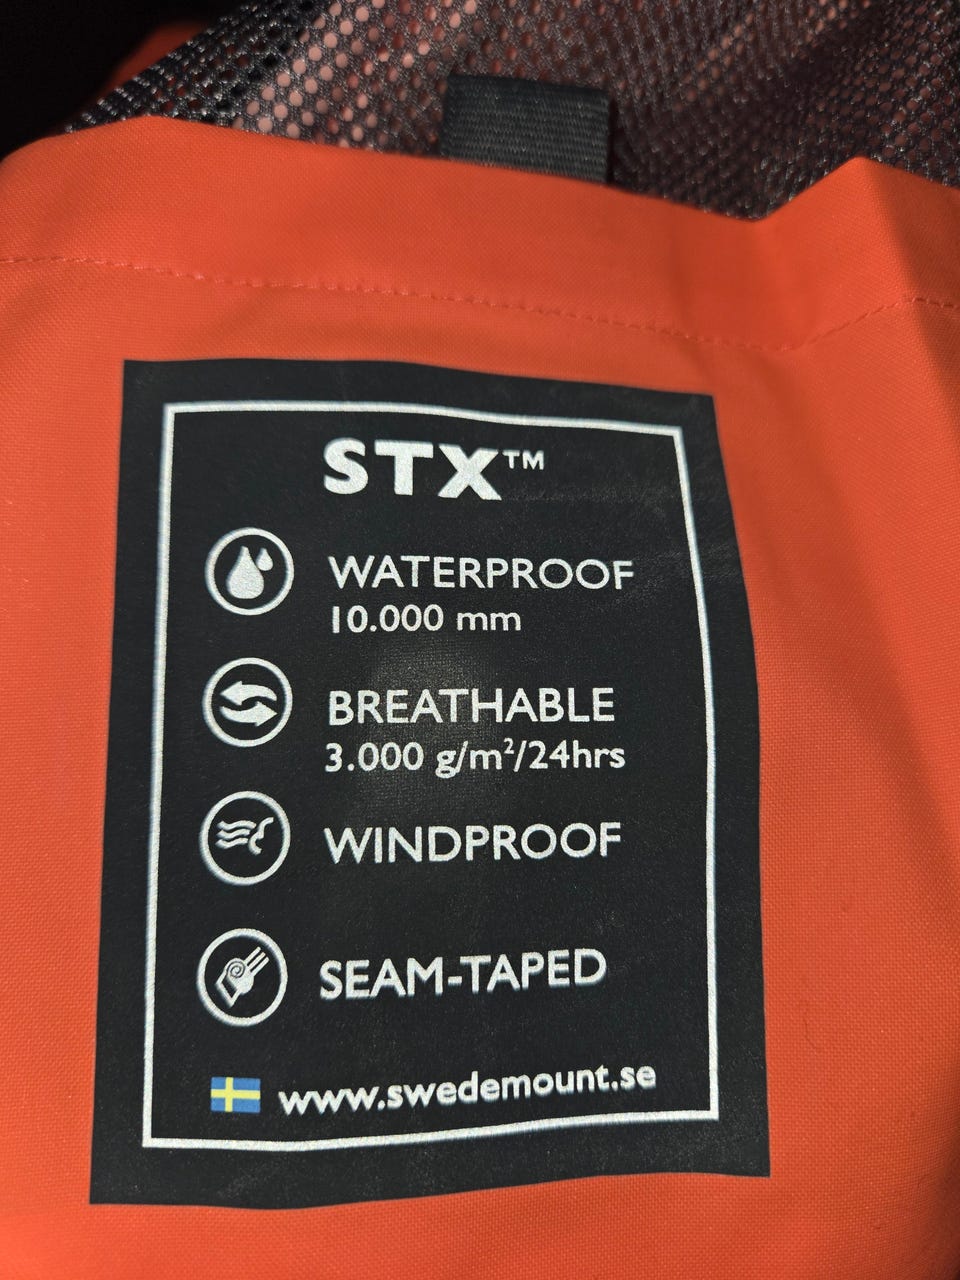 STX™
WATERPROOF
10.000 mm
BREATHABLE
3.000 g/m²/24hrs
WINDPROOF
SEAM-TAPED
www.swedemount.se